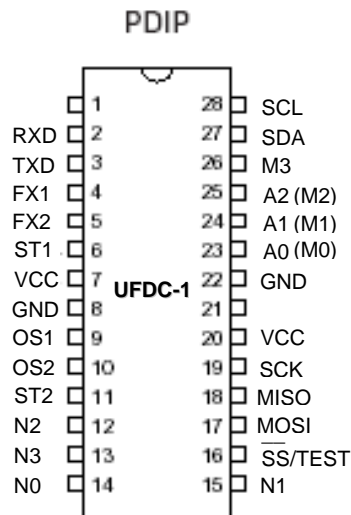 PDIP
1 28 SCL
RXD 2 27 SDA
TXD 3 26 M3
FX1 4 25 A2 (M2)
FX2 5 24 A1 (M1)
ST1 6 23 A0 (M0)
VCC 7 UFDC-1 22 GND
GND 8 21
OS1 9 20 VCC
OS2 10 19 SCK
ST2 11 18 MISO
N2 12 17 MOSI
N3 13 16 S̅S̅/TEST
N0 14 15 N1